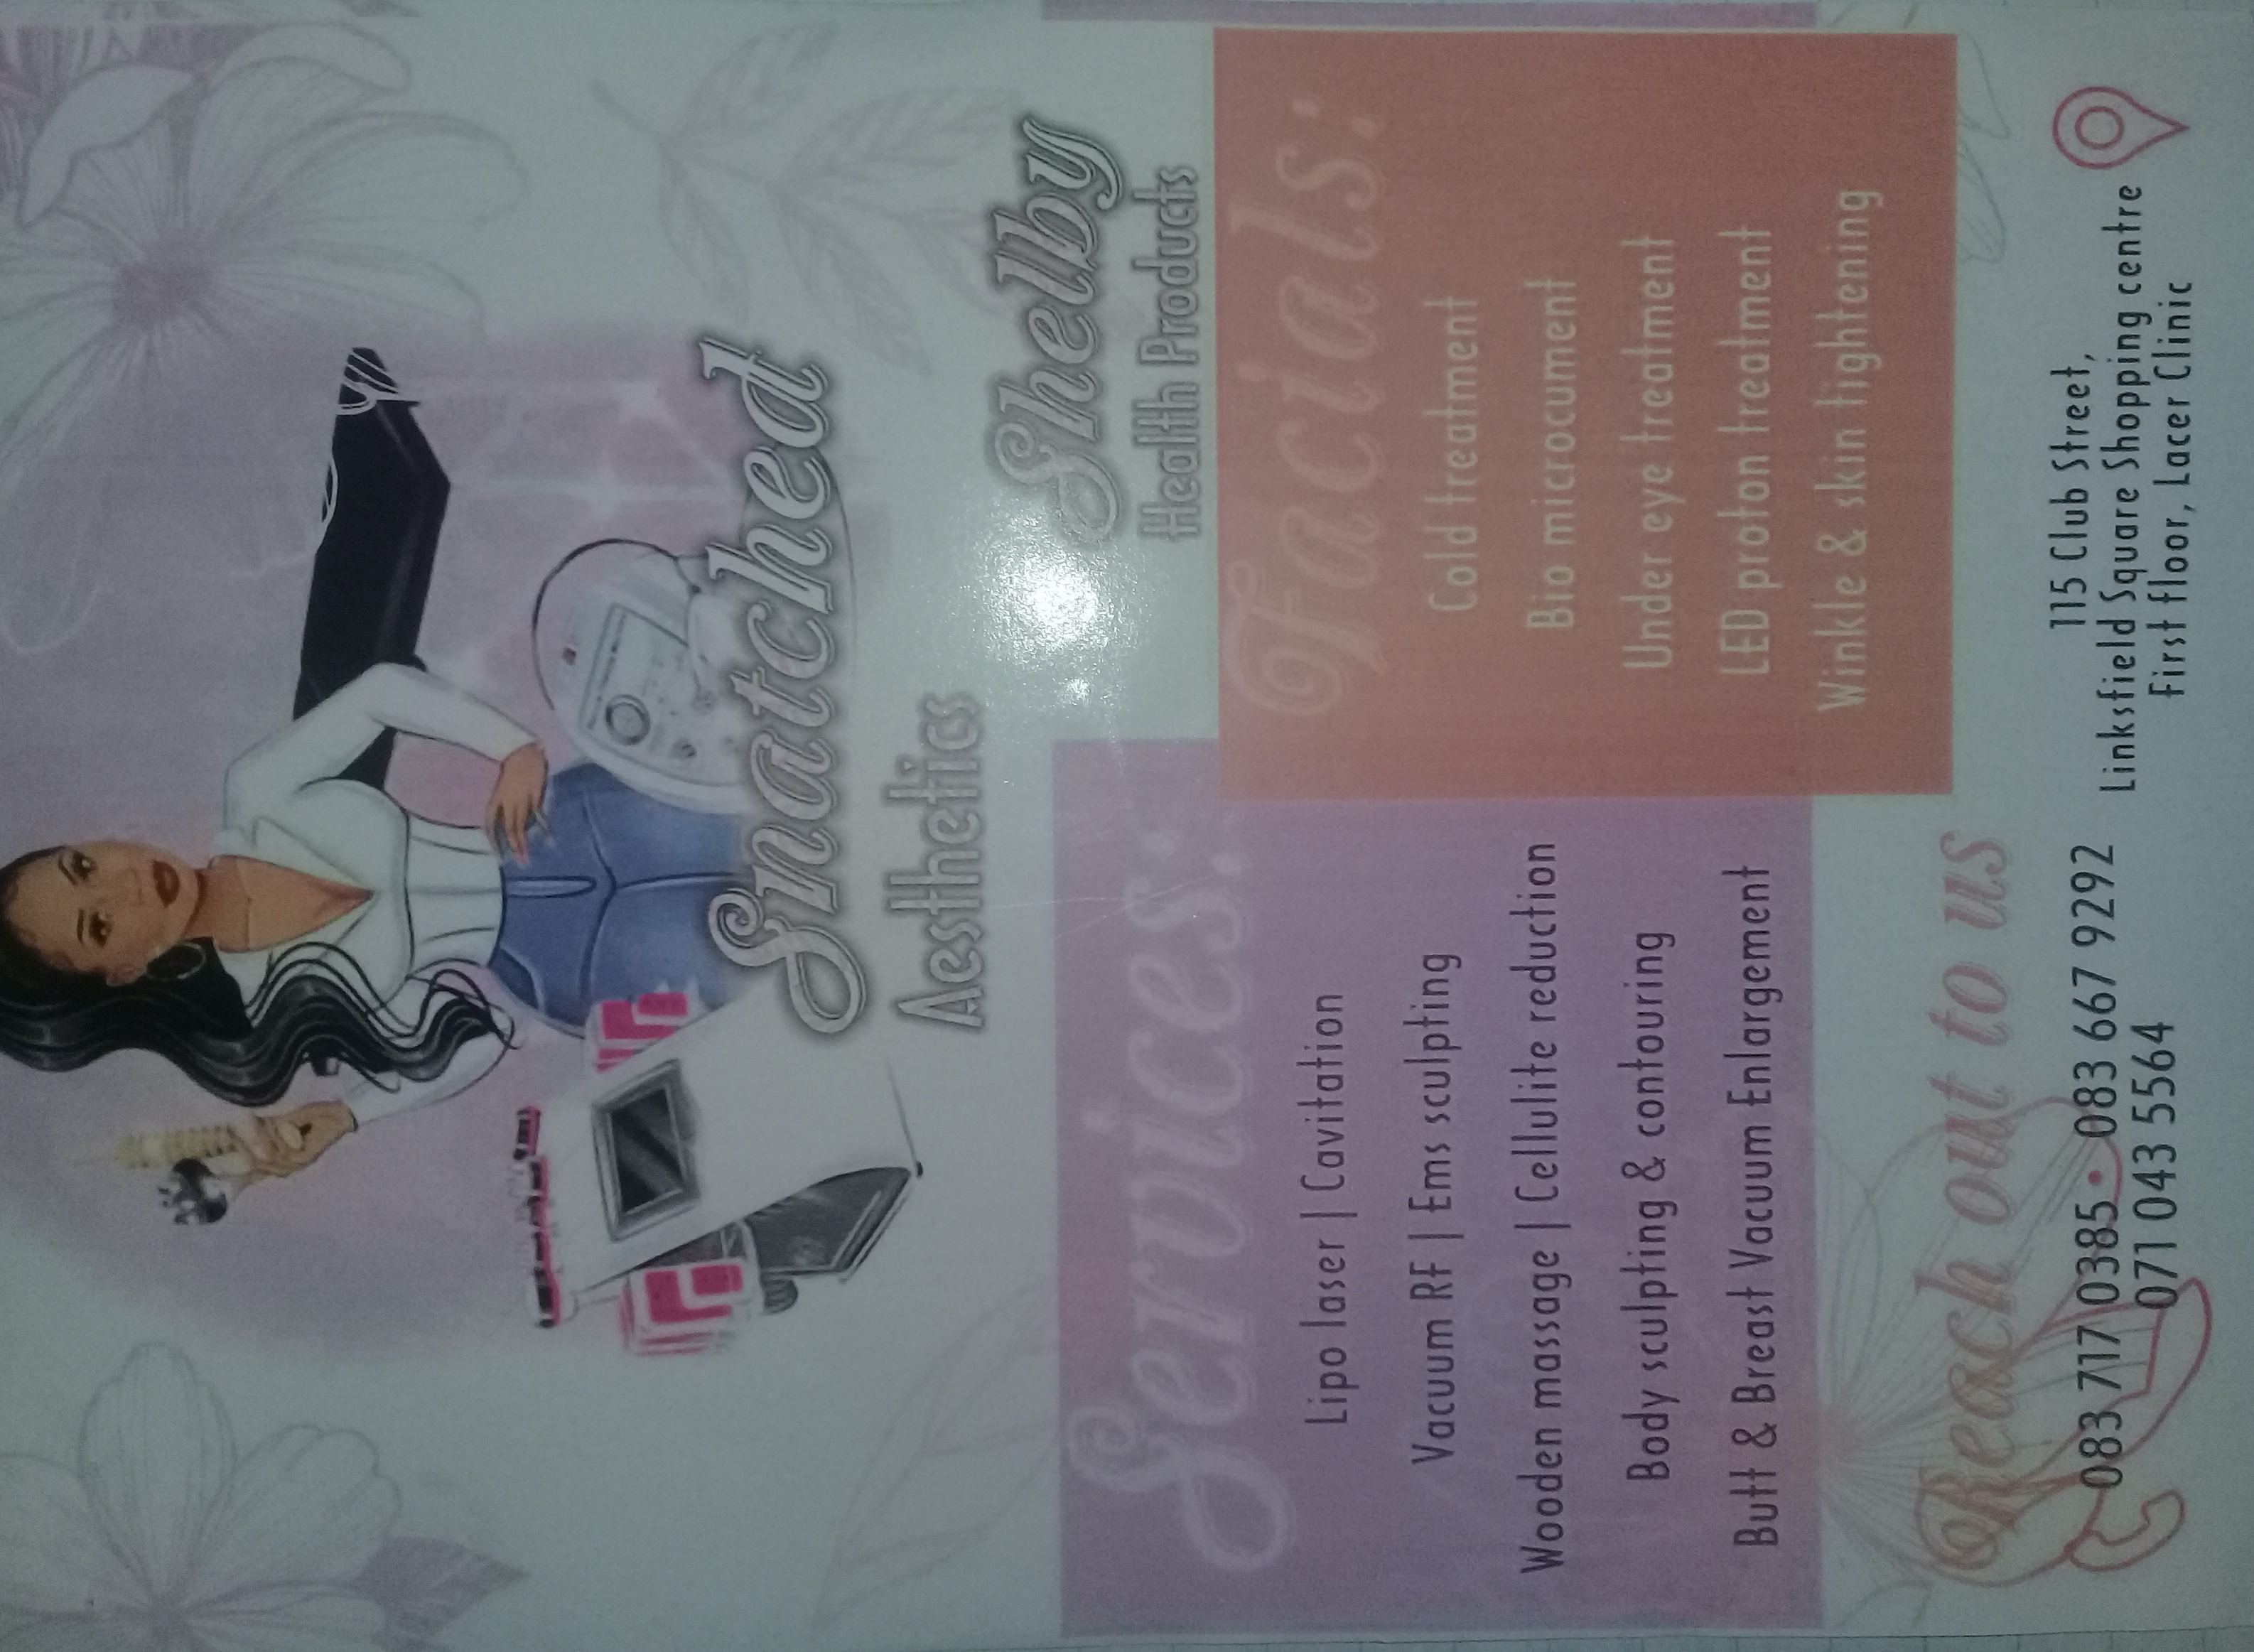 Snatched
Aesthetics
Shelby
Health Products
Services:
Lipo laser | Cavitation
Vacuum RF | Ems sculpting
Wooden massage | Cellulite reduction
Body sculpting & contouring
Butt & Breast Vacuum Enlargement
Facials:
Cold treatment
Bio microcument
Under eye treatment
LED proton treatment
Winkle & skin tightening
Reach out to us
083 717 0385 • 083 667 9292
071 043 5564
115 Club Street,
Linksfield Square Shopping centre
First floor, Lacer Clinic